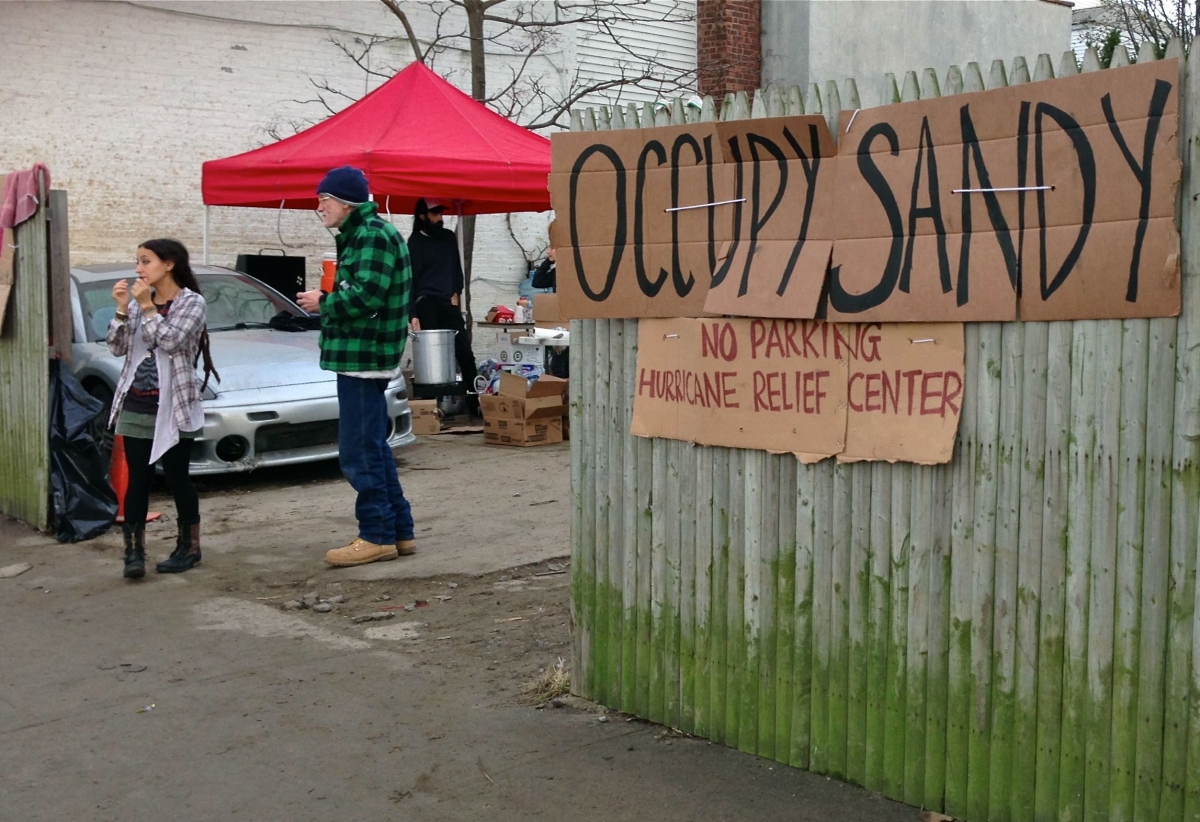 OCCUPY SANDY
NO PARKING
HURRICANE RELIEF CENTER